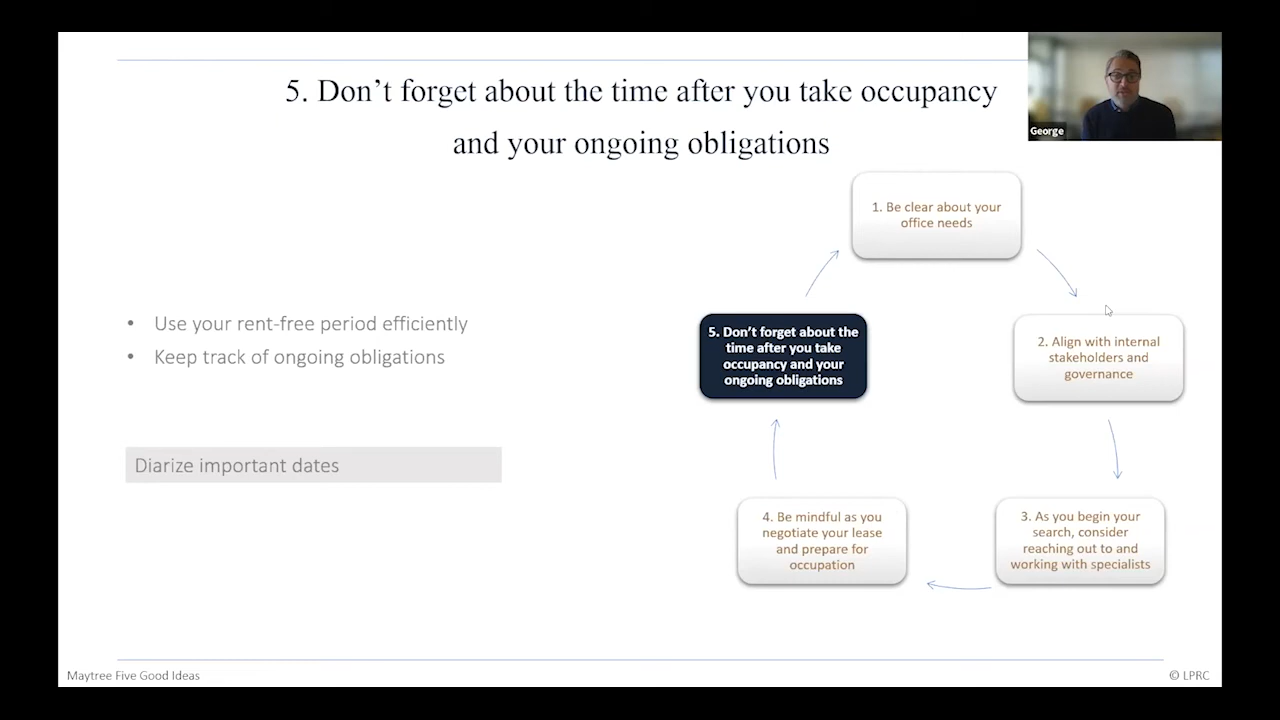 5. Don't forget about the time after you take occupancy
and your ongoing obligations
George
1. Be clear about your
office needs
• Use your rent-free period efficiently
• Keep track of ongoing obligations
5. Don't forget about the
time after you take
occupancy and your
ongoing obligations
2. Align with internal
stakeholders and
governance
Diarize important dates
4. Be mindful as you
negotiate your lease
and prepare for
occupation
3. As you begin your
search, consider
reaching out to and
working with specialists
Maytree Five Good Ideas
© LPRC